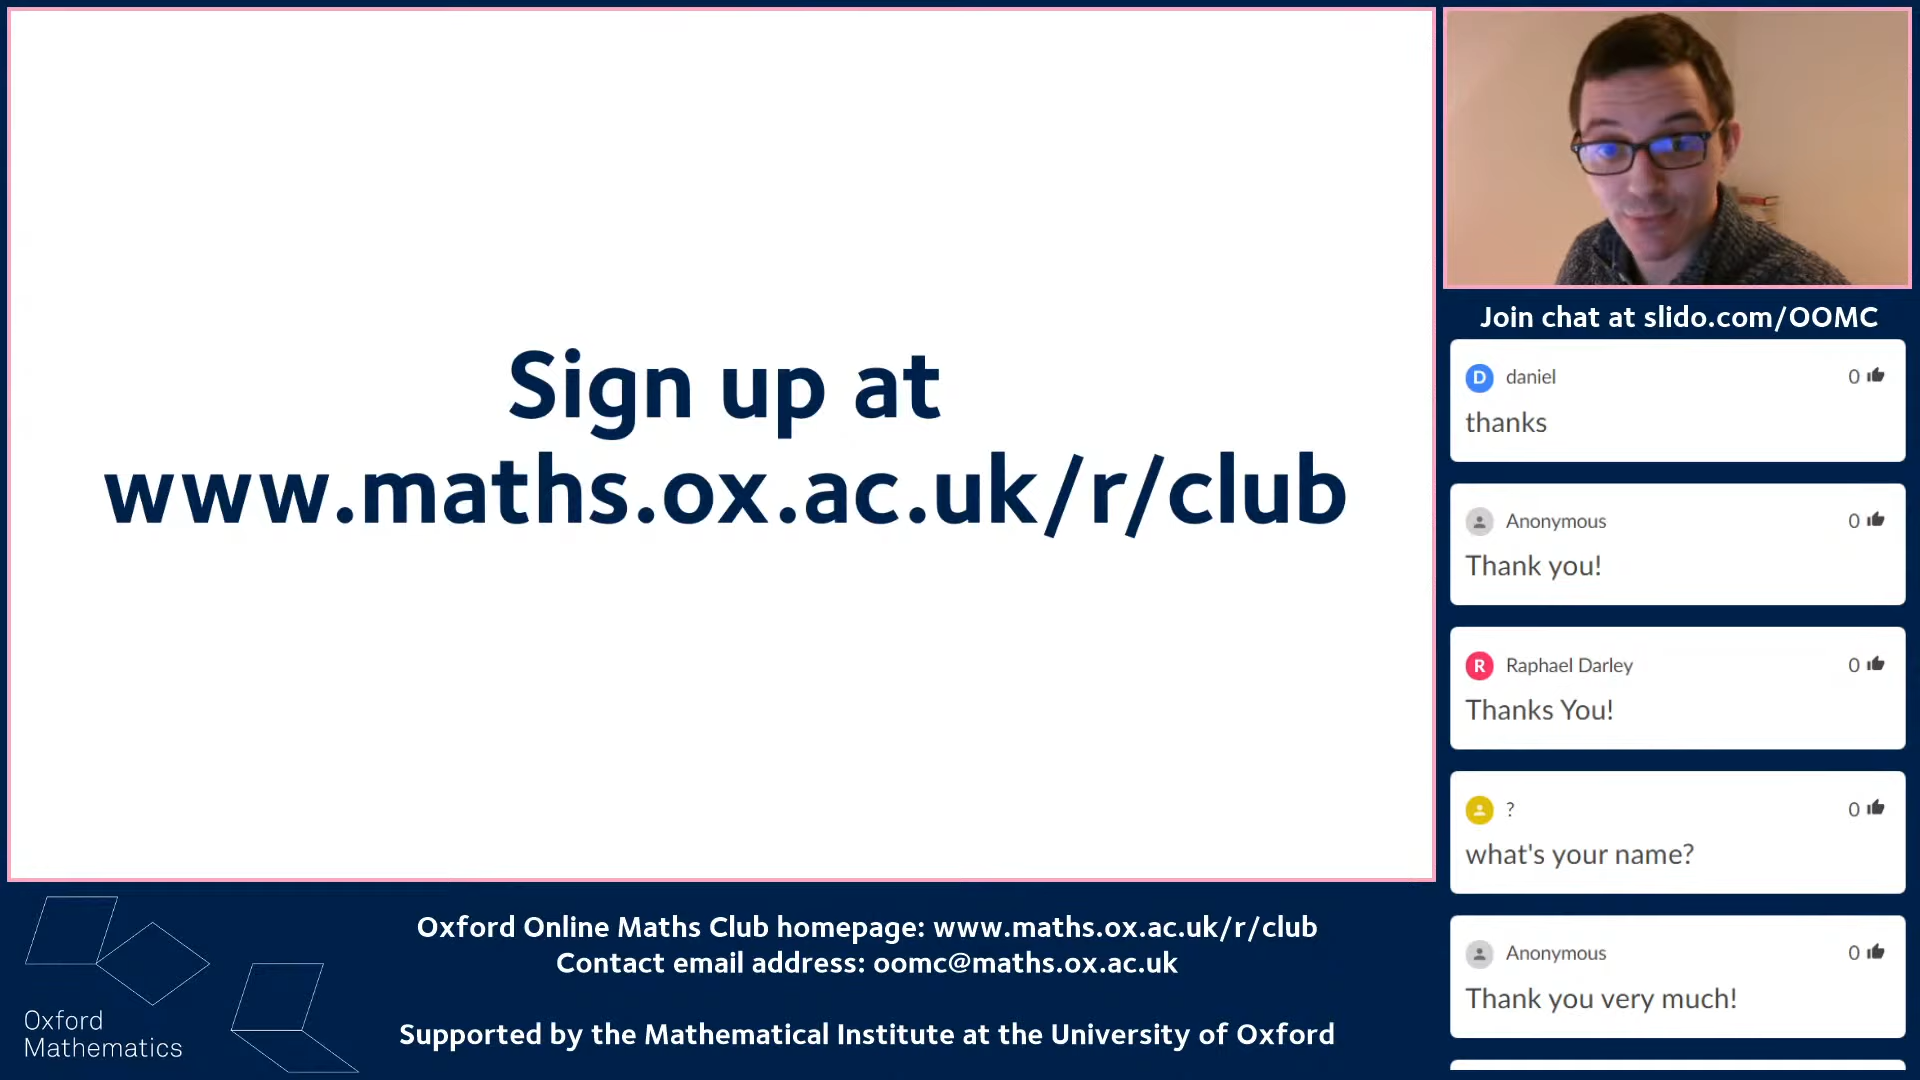 Sign up at
www.maths.ox.ac.uk/r/club
Join chat at slido.com/OOMC
D daniel 0
thanks
Anonymous 0
Thank you!
R Raphael Darley 0
Thanks You!
? 0
what's your name?
Anonymous 0
Thank you very much!
Oxford
Mathematics
Oxford Online Maths Club homepage: www.maths.ox.ac.uk/r/club
Contact email address: oomc@maths.ox.ac.uk
Supported by the Mathematical Institute at the University of Oxford